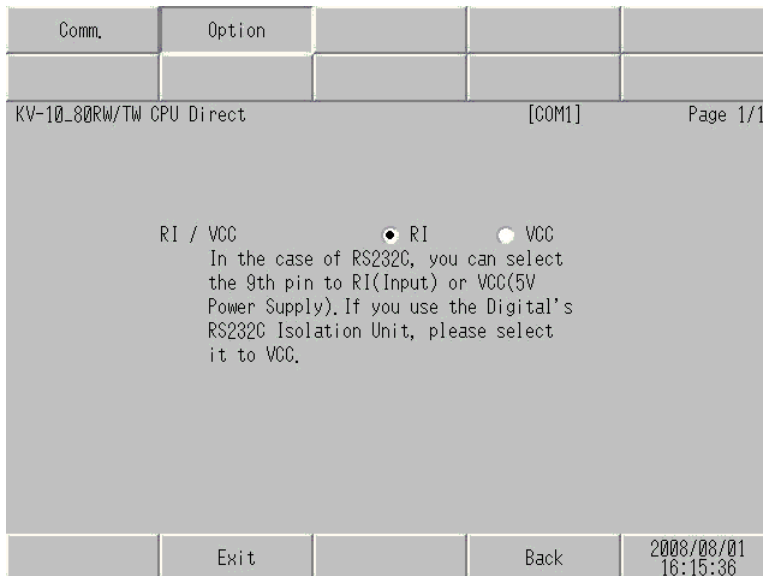 Comm. Option
KV-10_80RW/TW CPU Direct [COM1] Page 1/1
RI / VCC RI VCC
In the case of RS232C, you can select
the 9th pin to RI(Input) or VCC(5V
Power Supply).If you use the Digital's
RS232C Isolation Unit, please select
it to VCC.
Exit Back 2008/08/01
16:15:36